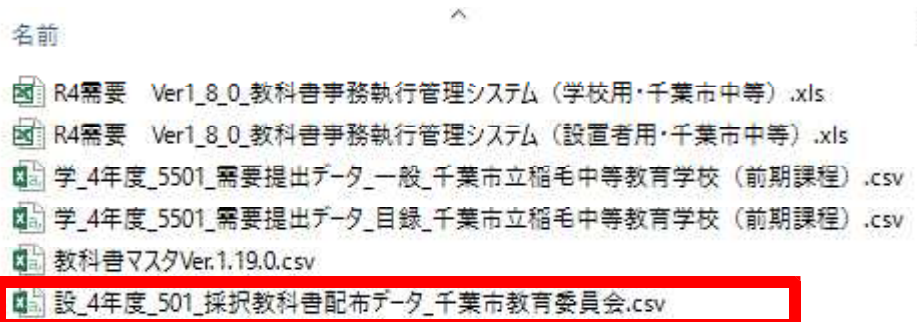 名前
R4需要　Ver1_8_0_教科書事務執行管理システム（学校用・千葉市中等）.xls
R4需要　Ver1_8_0_教科書事務執行管理システム（設置者用・千葉市中等）.xls
学_4年度_5501_需要提出データ_一般_千葉市立稲毛中等教育学校（前期課程）.csv
学_4年度_5501_需要提出データ_目録_千葉市立稲毛中等教育学校（前期課程）.csv
教科書マスタVer.1.19.0.csv
設_4年度_501_採択教科書配布データ_千葉市教育委員会.csv